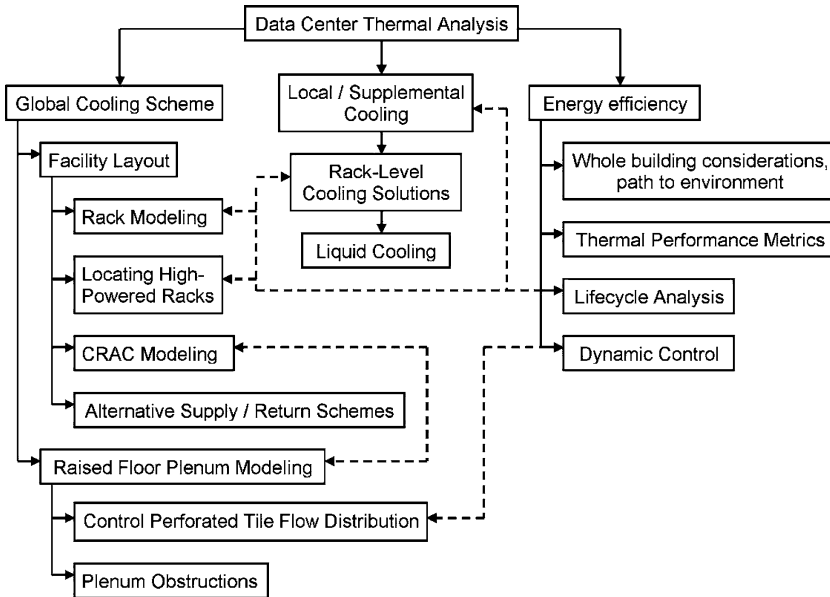 Data Center Thermal Analysis
Global Cooling Scheme
Facility Layout
Rack Modeling
Locating High-
Powered Racks
CRAC Modeling
Alternative Supply / Return Schemes
Raised Floor Plenum Modeling
Control Perforated Tile Flow Distribution
Plenum Obstructions
Local / Supplemental
Cooling
Rack-Level
Cooling Solutions
Liquid Cooling
Energy efficiency
Whole building considerations,
path to environment
Thermal Performance Metrics
Lifecycle Analysis
Dynamic Control